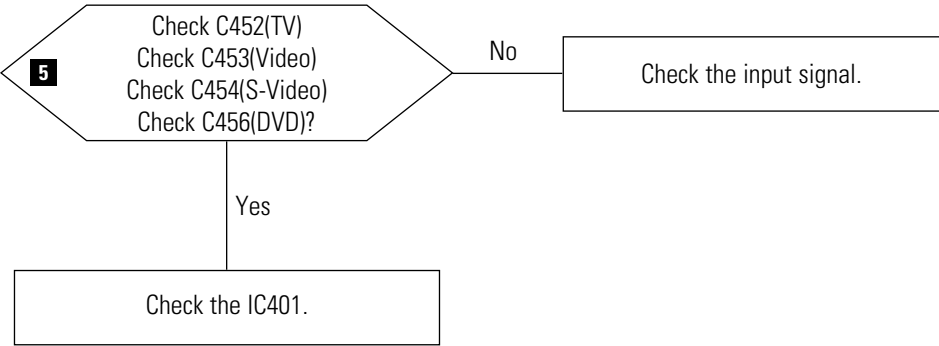 5
Check C452(TV)
Check C453(Video)
Check C454(S-Video)
Check C456(DVD)?
No
Check the input signal.
Yes
Check the IC401.